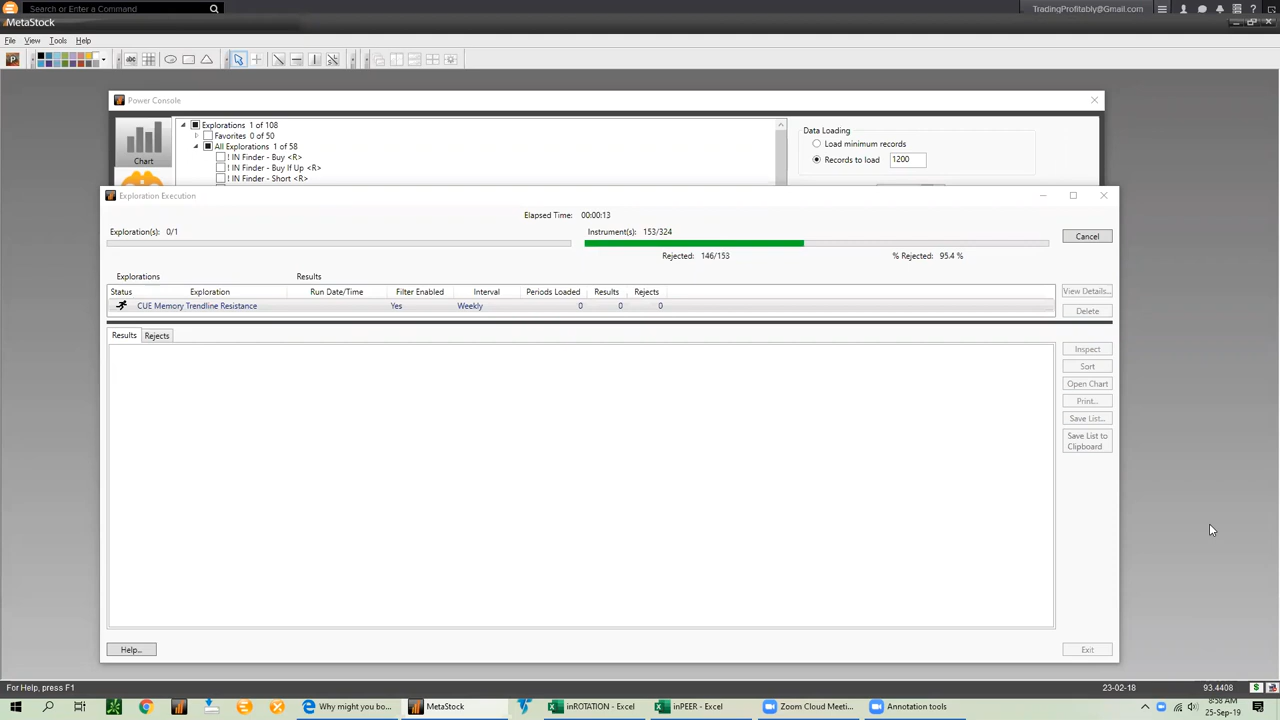 Search Command
TradingProfitably@Gmail.com
MetaStock
File View Tools Help
P
abc
Power Console
Explorations 1 of 108
Favorites 0 of 50
All Explorations 1 of 58
! IN Finder - Buy <R>
! IN Finder - Buy If Up <R>
! IN Finder - Short <R>
Chart
Data Loading
Load minimum records
Records to load 1200
Exploration Execution
Elapsed Time: 00:00:13
Exploration(s): 0/1
Instrument(s): 153/324
Cancel
Rejected: 146/153
% Rejected: 95.4 %
Explorations
Results
Status Exploration Run Date/Time Filter Enabled Interval Periods Loaded Results Rejects
CUE Memory Trendline Resistance Yes Weekly 0 0 0
View Details...
Delete
Results Rejects
Inspect
Sort
Open Chart
Print...
Save List...
Save List to
Clipboard
Help...
Exit
For Help, press F1
23-02-18
93.4408
$
Why might you bo...
MetaStock
inROTATION - Excel
inPEER - Excel
Zoom Cloud Meeti...
Annotation tools
8:58 AM
25-Sep-19